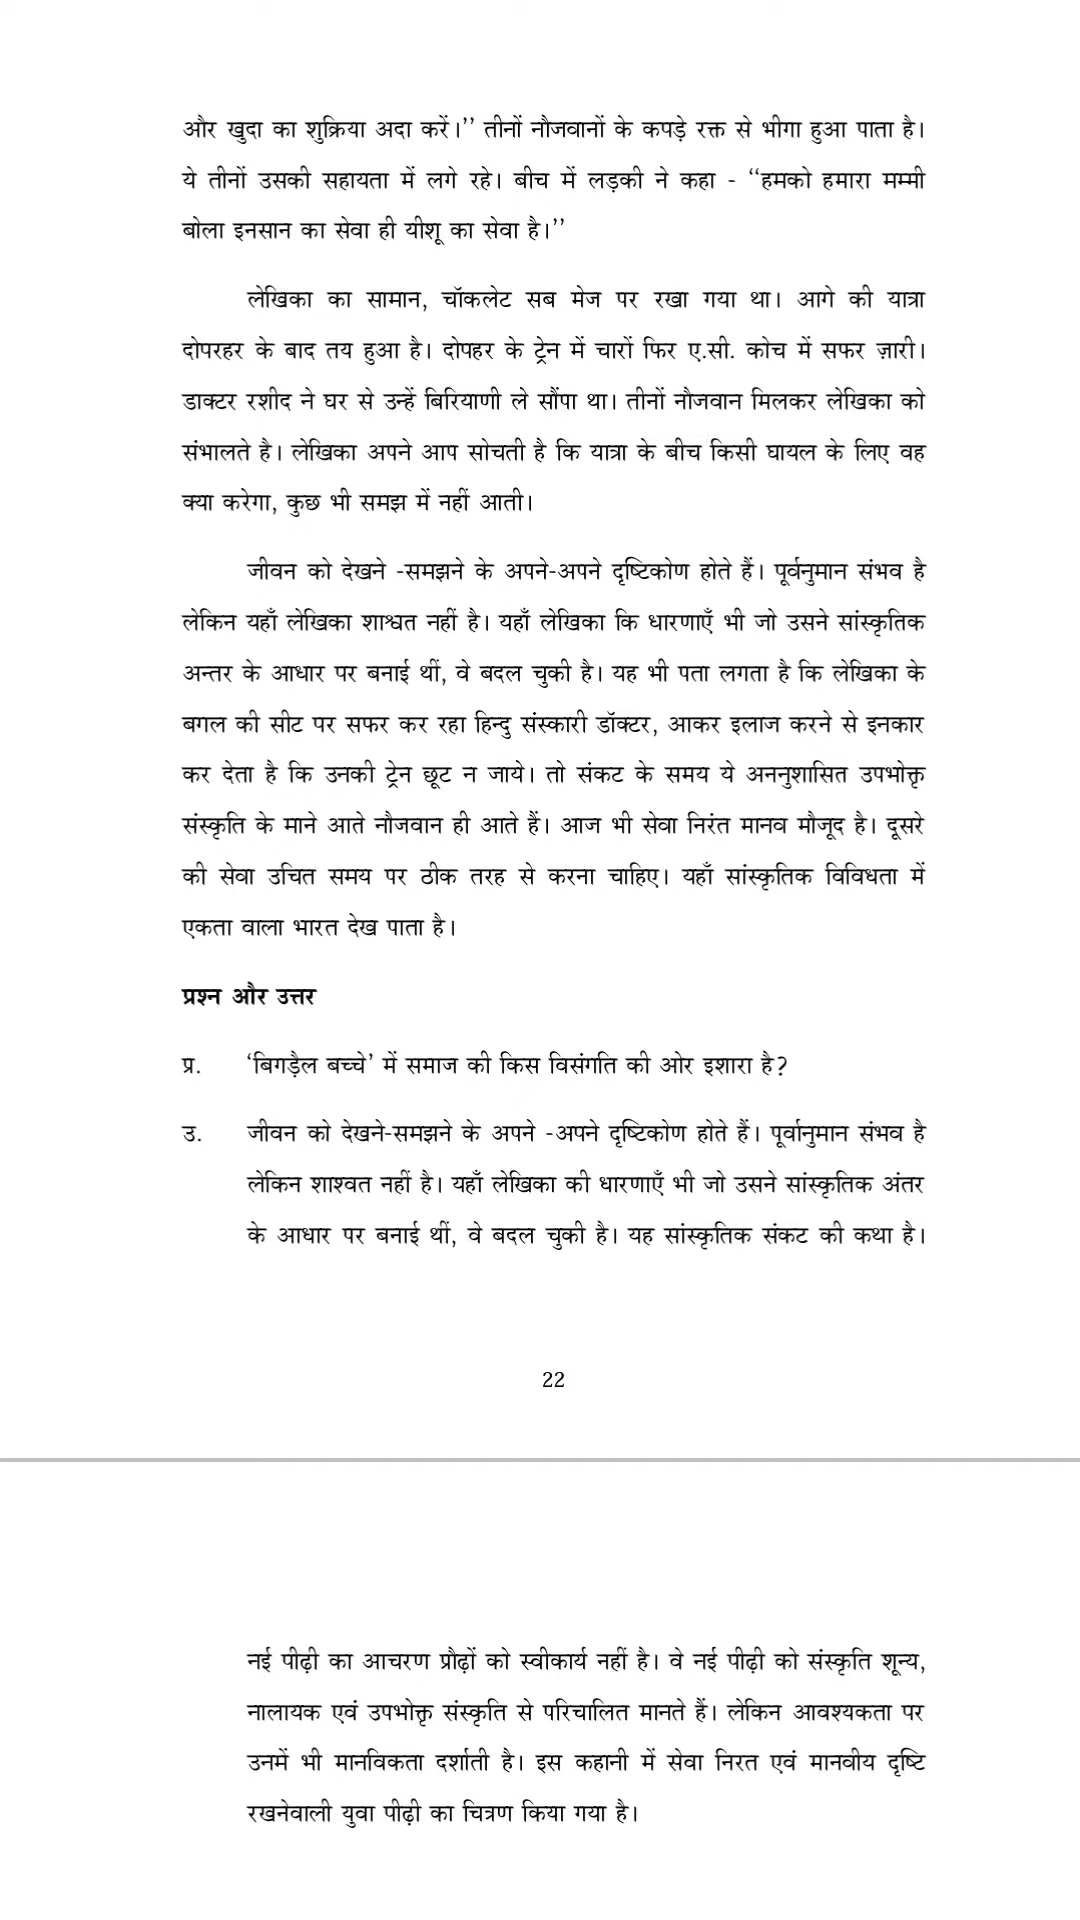 और खुदा का शुक्रिया अदा करें।’’ तीनों नौजवानों के कपड़े रक्त से भीगा हुआ पाता है।
ये तीनों उसकी सहायता में लगे रहे। बीच में लड़की ने कहा - ‘‘हमको हमारा मम्मी
बोला इनसान का सेवा ही यीशू का सेवा है।’’
लेखिका का सामान, चॉकलेट सब मेज पर रखा गया था। आगे की यात्रा
दोपरहर के बाद तय हुआ है। दोपहर के ट्रेन में चारों फिर ए.सी. कोच में सफर ज़ारी।
डाक्टर रशीद ने घर से उन्हें बिरियाणी ले सौंपा था। तीनों नौजवान मिलकर लेखिका को
संभालते है। लेखिका अपने आप सोचती है कि यात्रा के बीच किसी घायल के लिए वह
क्या करेगा, कुछ भी समझ में नहीं आती।
जीवन को देखने -समझने के अपने-अपने दृष्टिकोण होते हैं। पूर्वनुमान संभव है
लेकिन यहाँ लेखिका शाश्वत नहीं है। यहाँ लेखिका कि धारणाएँ भी जो उसने सांस्कृतिक
अन्तर के आधार पर बनाई थीं, वे बदल चुकी है। यह भी पता लगता है कि लेखिका के
बगल की सीट पर सफर कर रहा हिन्दु संस्कारी डॉक्टर, आकर इलाज करने से इनकार
कर देता है कि उनकी ट्रेन छूट न जाये। तो संकट के समय ये अननुशासित उपभोक्तृ
संस्कृति के माने आते नौजवान ही आते हैं। आज भी सेवा निरंत मानव मौजूद है। दूसरे
की सेवा उचित समय पर ठीक तरह से करना चाहिए। यहाँ सांस्कृतिक विविधता में
एकता वाला भारत देख पाता है।
प्रश्न और उत्तर
प्र. ‘बिगड़ैल बच्चे’ में समाज की किस विसंगति की ओर इशारा है?
उ. जीवन को देखने-समझने के अपने -अपने दृष्टिकोण होते हैं। पूर्वानुमान संभव है
लेकिन शाश्वत नहीं है। यहाँ लेखिका की धारणाएँ भी जो उसने सांस्कृतिक अंतर
के आधार पर बनाई थीं, वे बदल चुकी है। यह सांस्कृतिक संकट की कथा है।
22
नई पीढ़ी का आचरण प्रौढ़ों को स्वीकार्य नहीं है। वे नई पीढ़ी को संस्कृति शून्य,
नालायक एवं उपभोक्तृ संस्कृति से परिचालित मानते हैं। लेकिन आवश्यकता पर
उनमें भी मानविकता दर्शाती है। इस कहानी में सेवा निरत एवं मानवीय दृष्टि
रखनेवाली युवा पीढ़ी का चित्रण किया गया है।